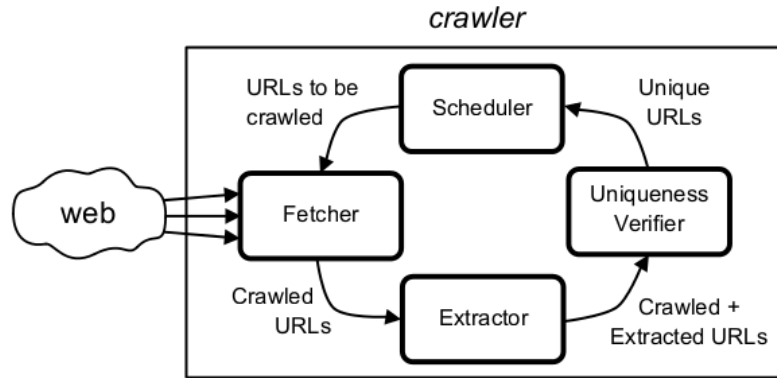 crawler
URLs to be
crawled
Scheduler
Unique
URLs
web
Fetcher
Uniqueness
Verifier
Crawled
URLs
Extractor
Crawled +
Extracted URLs